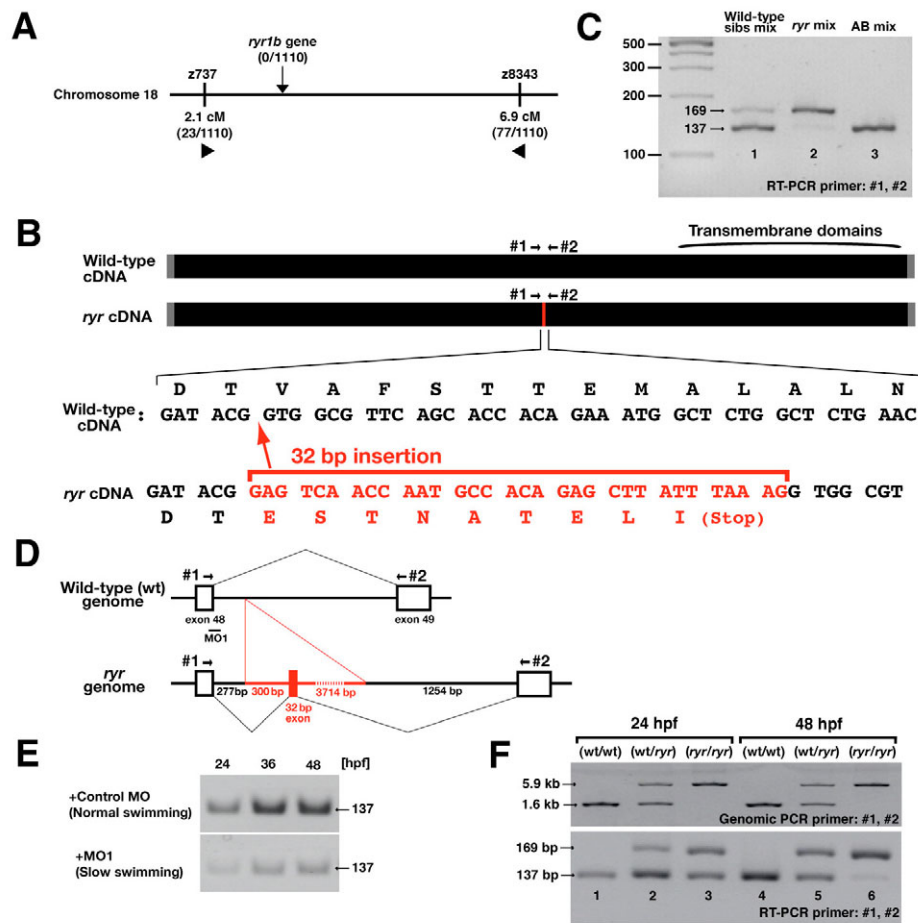 A
ryr1b gene
(0/1110)
z737
z8343
Chromosome 18
2.1 cM
(23/1110)
6.9 cM
(77/1110)
C
Wild-type sibs mix
ryr mix
AB mix
500
300
200
169
137
100
1 2 3
RT-PCR primer: #1, #2
B
Transmembrane domains
#1 #2
Wild-type cDNA
#1 #2
ryr cDNA
D T V A F S T T E M A L A L N
Wild-type cDNA : GAT ACG GTG GCG TTC AGC ACC ACA GAA ATG GCT CTG GCT CTG AAC
32 bp insertion
ryr cDNA GAT ACG GAG TCA ACC AAT GCC ACA GAG CTT ATT TAA AGG TGG CGT
D T E S T N A T E L I (Stop)
D
#1 #2
Wild-type (wt) genome
exon 48 exon 49
MO1
#1 #2
ryr genome
277bp 300 bp 3714 bp 1254 bp
32 bp exon
E
24 36 48 [hpf]
+Control MO (Normal swimming)
137
+MO1 (Slow swimming)
137
F
24 hpf 48 hpf
(wt/wt) (wt/ryr) (ryr/ryr) (wt/wt) (wt/ryr) (ryr/ryr)
5.9 kb
1.6 kb
Genomic PCR primer: #1, #2
169 bp
137 bp
1 2 3 4 5 6
RT-PCR primer: #1, #2